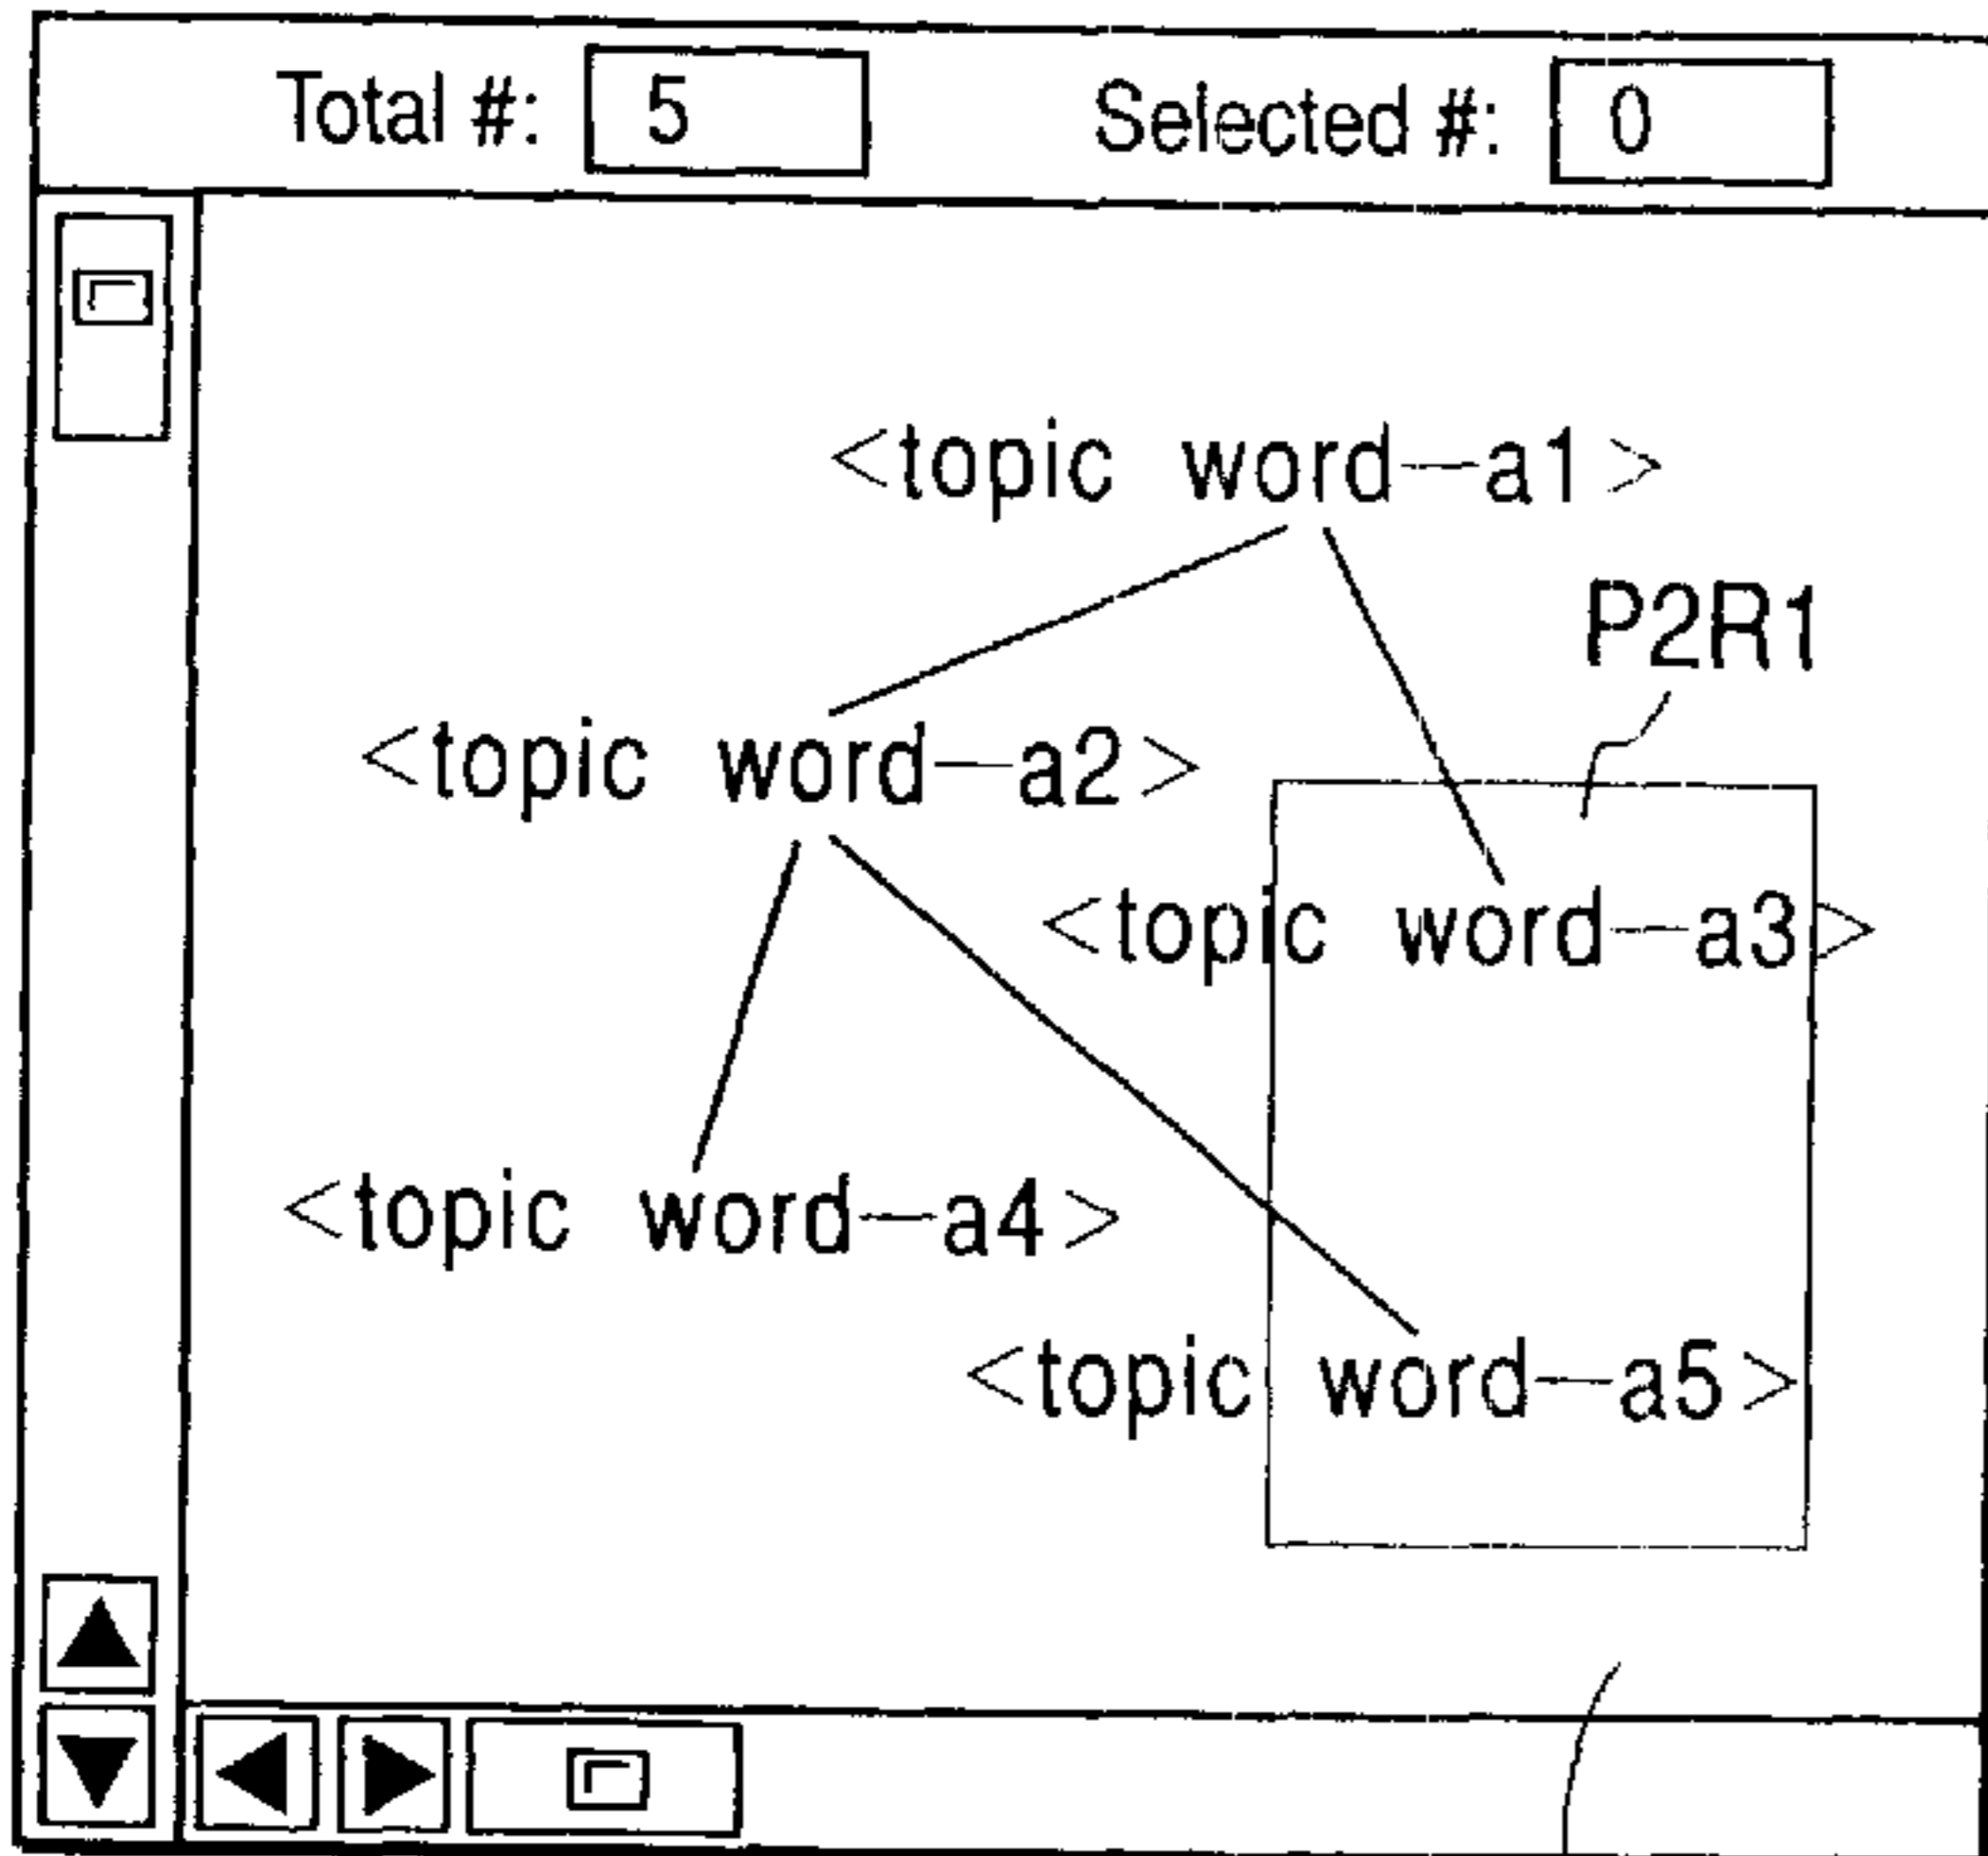 Total #: 5 Selected #: 0
<topic word—a1>
P2R1
<topic word—a2>
<topic word—a3>
<topic word—a4>
<topic word—a5>